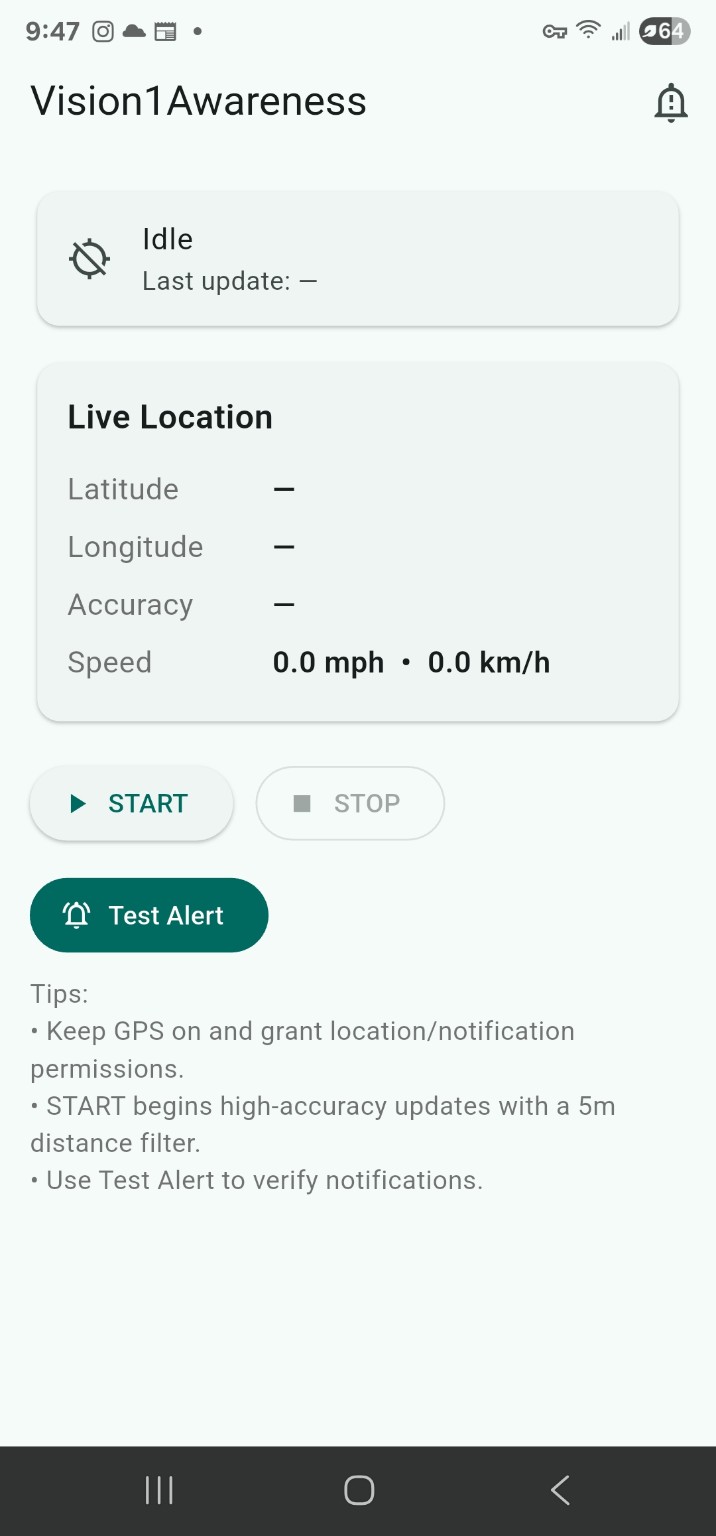 9:47
64
Vision1Awareness
Idle
Last update: —
Live Location
Latitude —
Longitude —
Accuracy —
Speed 0.0 mph • 0.0 km/h
START STOP
Test Alert
Tips:
• Keep GPS on and grant location/notification
permissions.
• START begins high-accuracy updates with a 5m
distance filter.
• Use Test Alert to verify notifications.